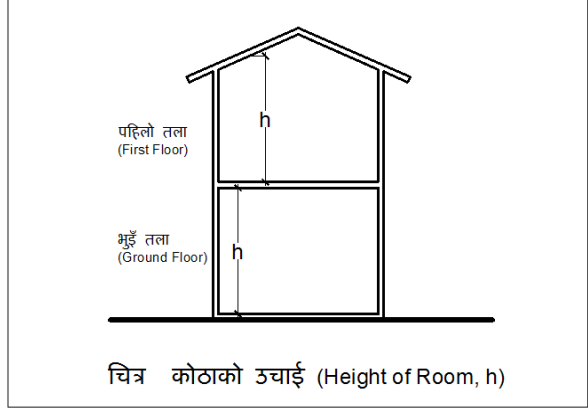 h
पहिलो तला
(First Floor)
भुइँ तला
(Ground Floor)
h
चित्र कोठाको उचाई (Height of Room, h)